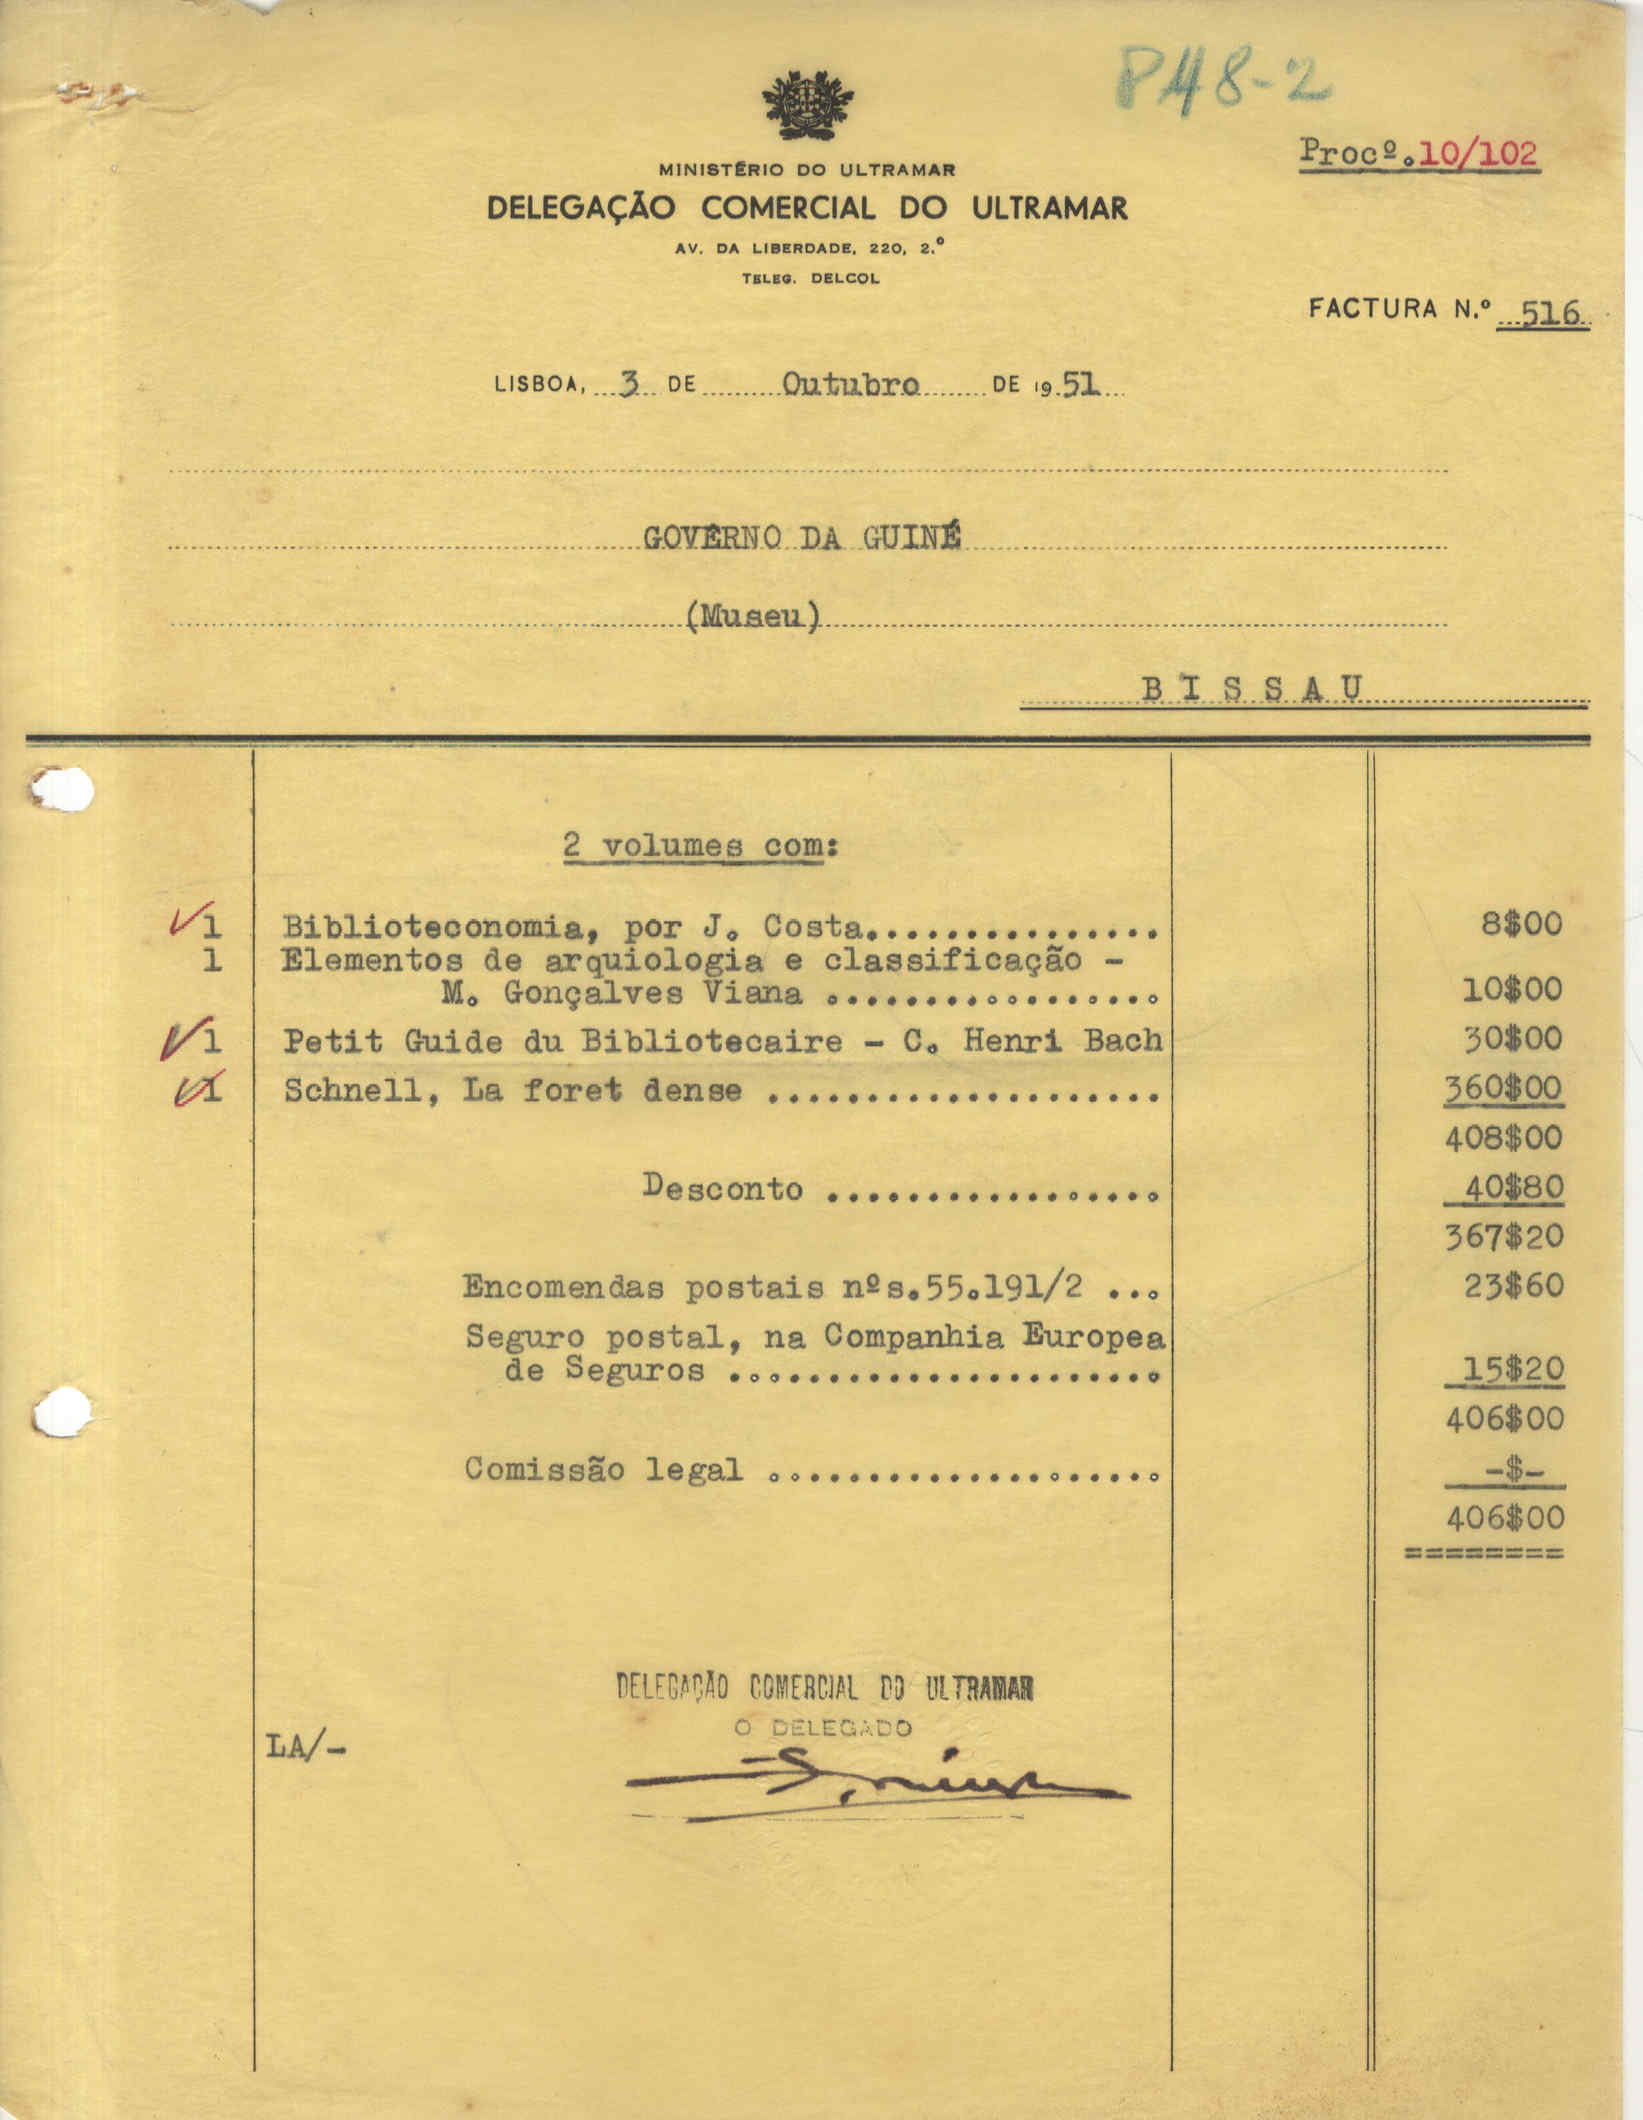 P48-2
Procº.10/102
MINISTÉRIO DO ULTRAMAR
DELEGAÇÃO COMERCIAL DO ULTRAMAR
AV. DA LIBERDADE, 220, 2.º
TELEG. DELCOL
FACTURA N.º 516
LISBOA, 3 DE Outubro DE 1951
GOVÊRNO DA GUINÉ
(Museu)
BISSAU
2 volumes com:
1 Biblioteconomia, por J. Costa............... 8$00
1 Elementos de arquiologia e classificação -
M. Gonçalves Viana ................. 10$00
1 Petit Guide du Bibliotecaire - C. Henri Bach 30$00
1 Schnell, La foret dense .................... 360$00
408$00
Desconto ................. 40$80
367$20
Encomendas postais nºs.55.191/2 ... 23$60
Seguro postal, na Companhia Europea
de Seguros ...................... 15$20
406$00
Comissão legal .................... -$-
406$00
========
DELEGAÇÃO COMERCIAL DO ULTRAMAR
O DELEGADO
LA/-